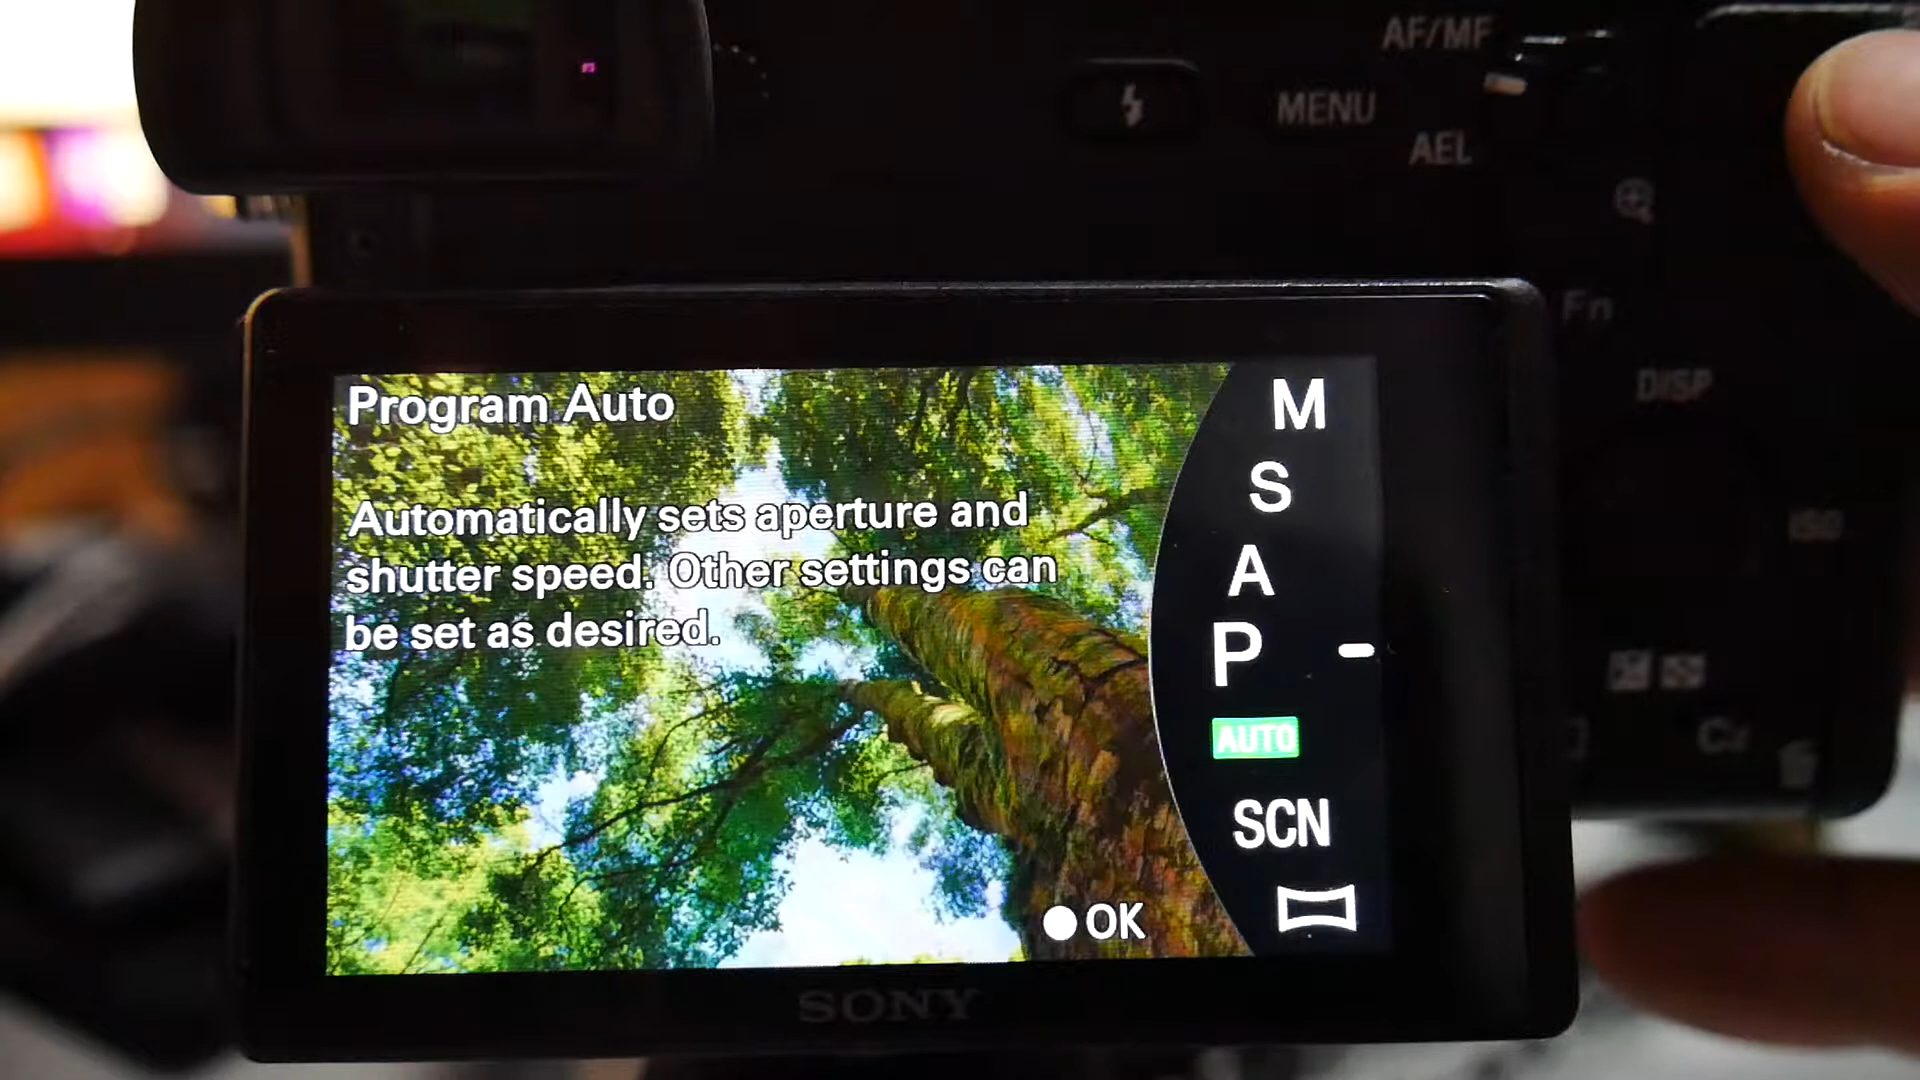 AF/MF
MENU
AEL
Fn
DISP
ISO
Program Auto
Automatically sets aperture and
shutter speed. Other settings can
be set as desired.
OK
M
S
A
P
AUTO
SCN
SONY